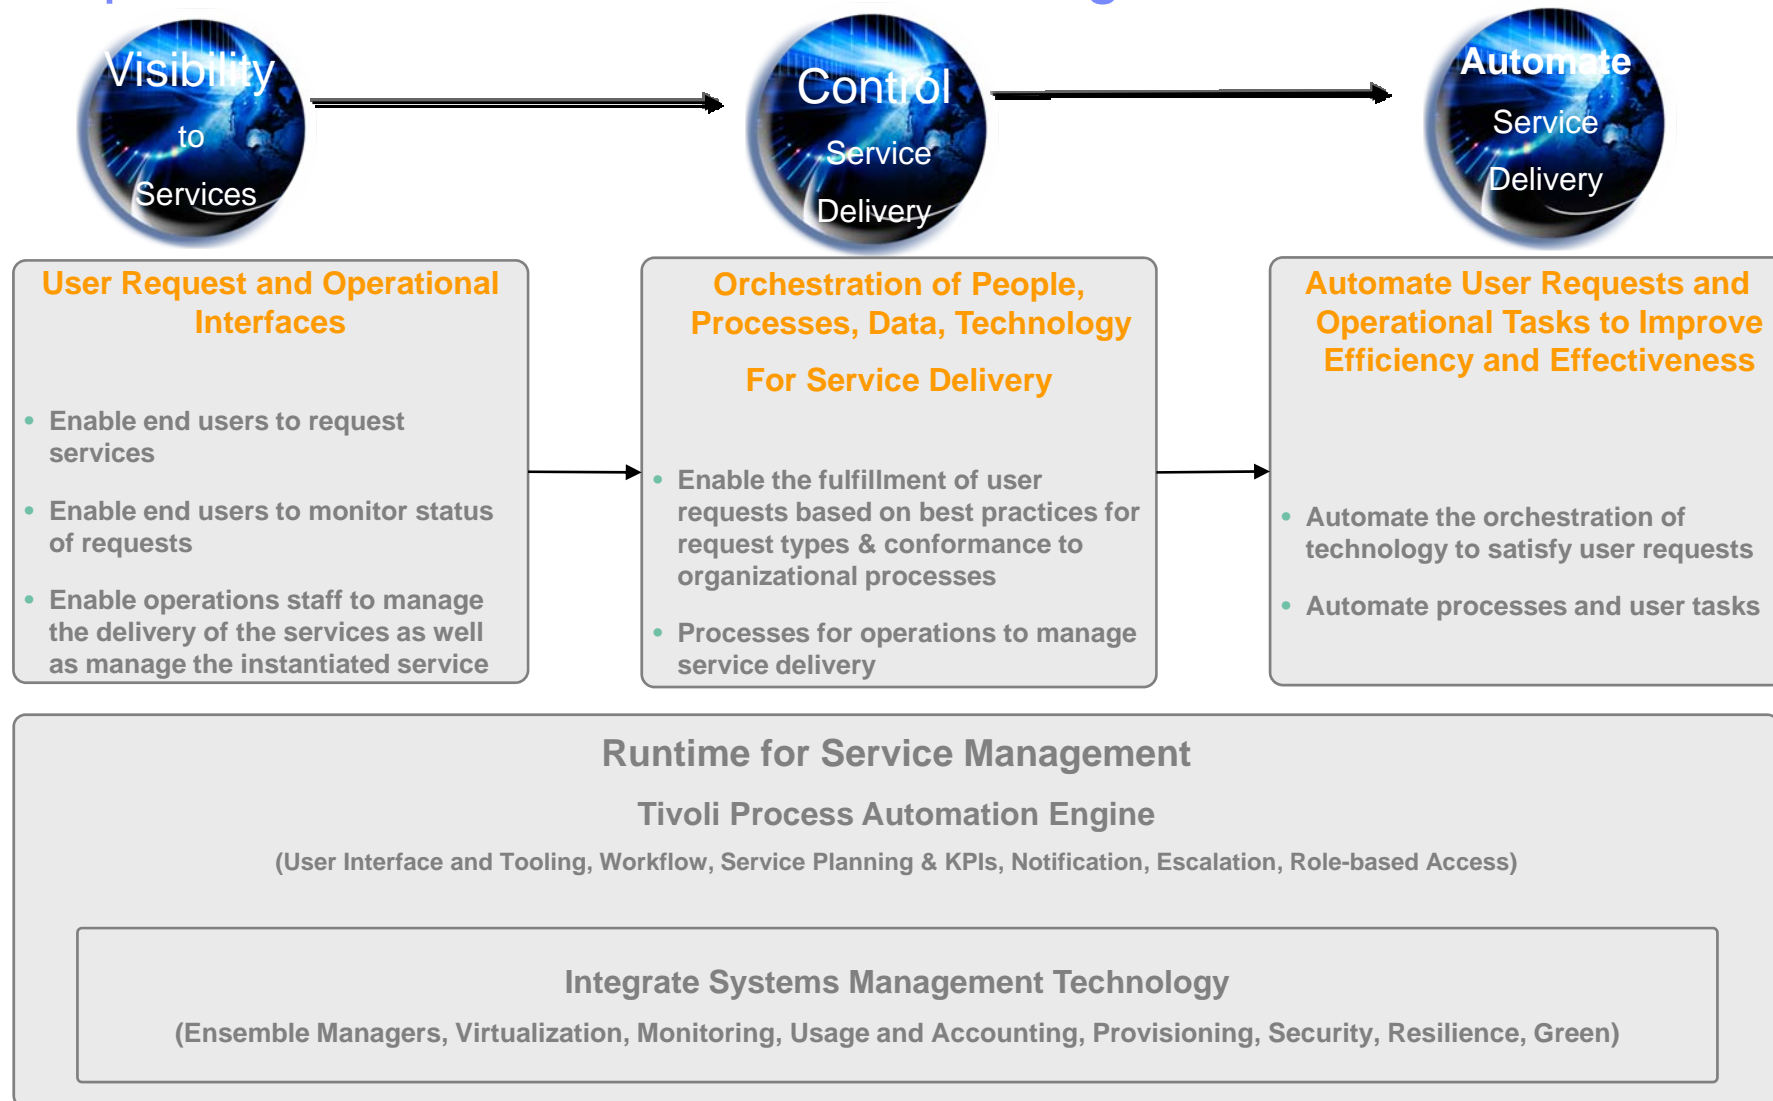 Visibility
to
Services
Control
Service
Delivery
Automate
Service
Delivery
User Request and Operational
Interfaces
• Enable end users to request
services
• Enable end users to monitor status
of requests
• Enable operations staff to manage
the delivery of the services as well
as manage the instantiated service
Orchestration of People,
Processes, Data, Technology
For Service Delivery
• Enable the fulfillment of user
requests based on best practices for
request types & conformance to
organizational processes
• Processes for operations to manage
service delivery
Automate User Requests and
Operational Tasks to Improve
Efficiency and Effectiveness
• Automate the orchestration of
technology to satisfy user requests
• Automate processes and user tasks
Runtime for Service Management
Tivoli Process Automation Engine
(User Interface and Tooling, Workflow, Service Planning & KPIs, Notification, Escalation, Role-based Access)
Integrate Systems Management Technology
(Ensemble Managers, Virtualization, Monitoring, Usage and Accounting, Provisioning, Security, Resilience, Green)